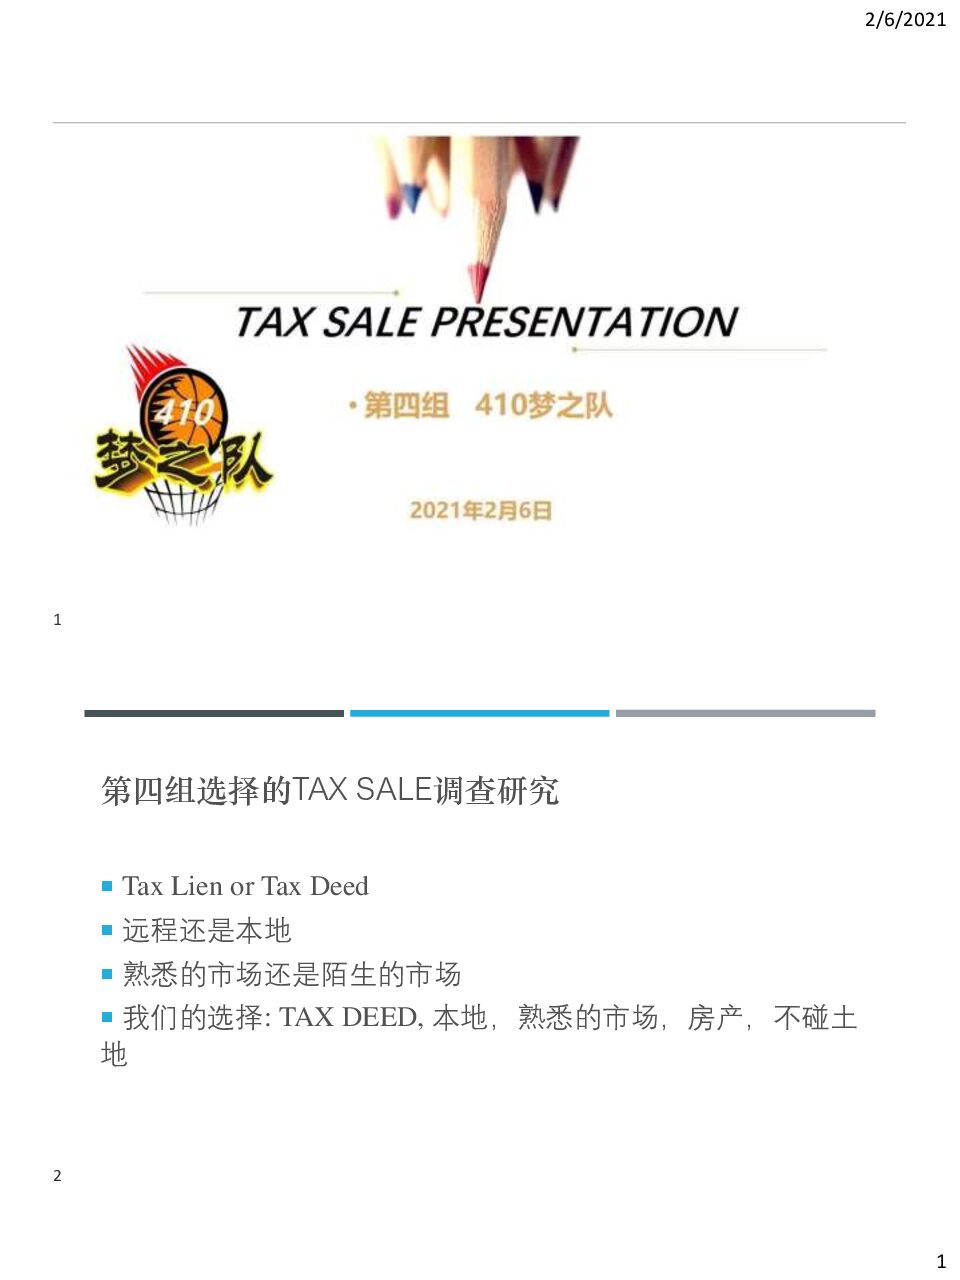 2/6/2021
TAX SALE PRESENTATION
• 第四组 410梦之队
410
梦之队
2021年2月6日
1
第四组选择的TAX SALE调查研究
▪ Tax Lien or Tax Deed
▪ 远程还是本地
▪ 熟悉的市场还是陌生的市场
▪ 我们的选择: TAX DEED, 本地，熟悉的市场，房产，不碰土
地
2
1